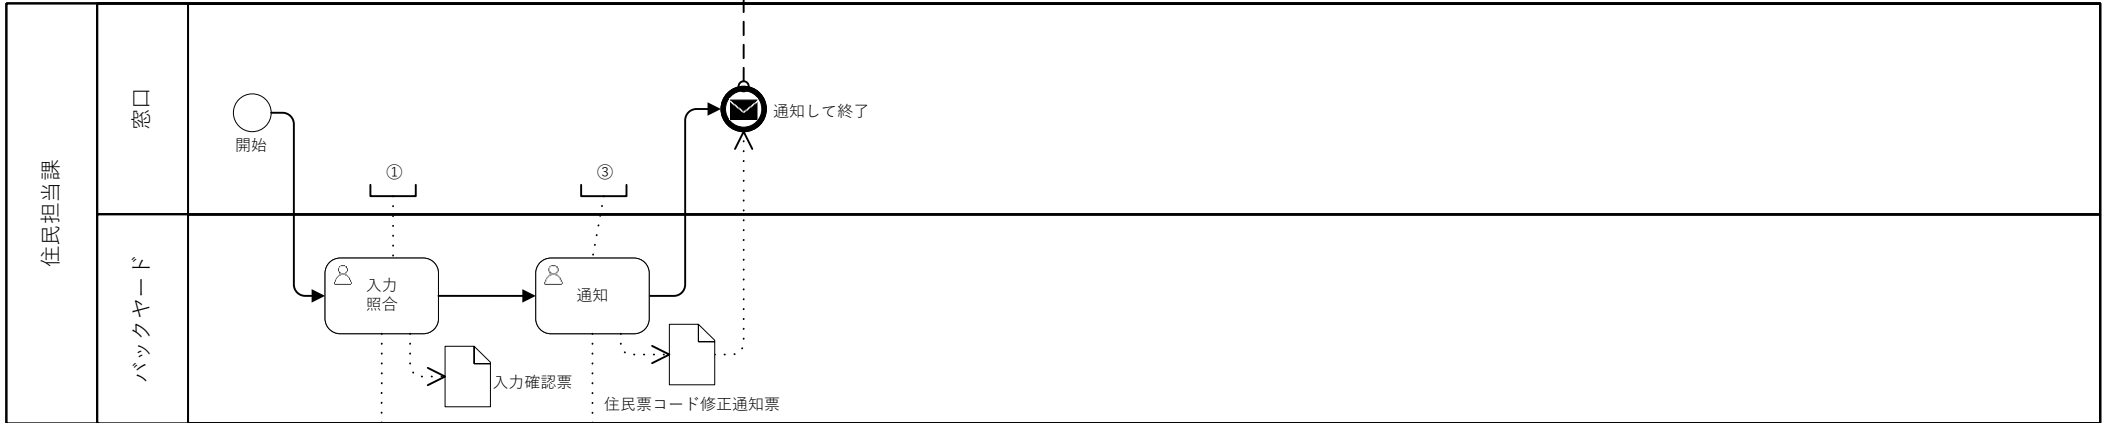 住民担当課
窓口
開始
①
③
通知して終了
バックヤード
入力
照合
通知
入力確認票
住民票コード修正通知票